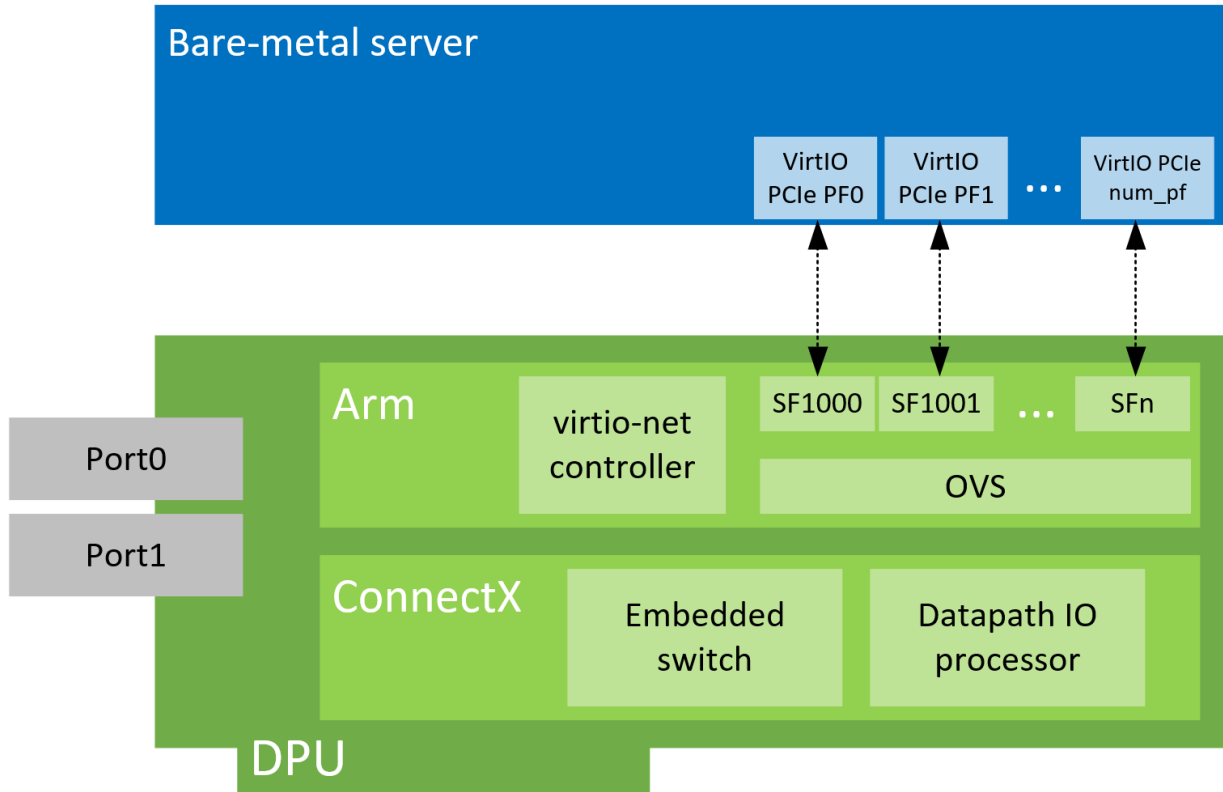 Bare-metal server
VirtIO
PCIe PF0
VirtIO
PCIe PF1
...
VirtIO PCIe
num_pf
Arm
virtio-net
controller
SF1000
SF1001
...
SFn
OVS
Port0
Port1
ConnectX
Embedded
switch
Datapath IO
processor
DPU